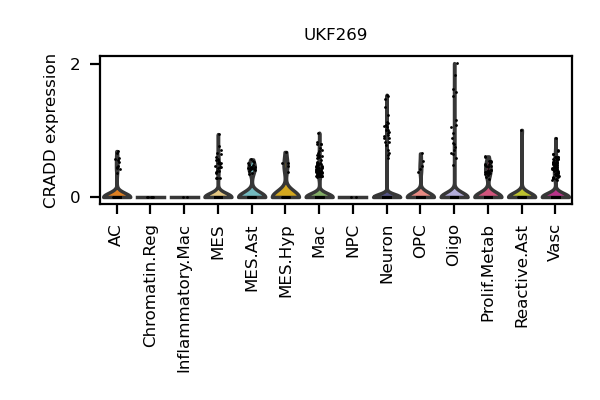 UKF269
CRADD expression
2
0
AC
Chromatin.Reg
Inflammatory.Mac
MES
MES.Ast
MES.Hyp
Mac
NPC
Neuron
OPC
Oligo
Prolif.Metab
Reactive.Ast
Vasc